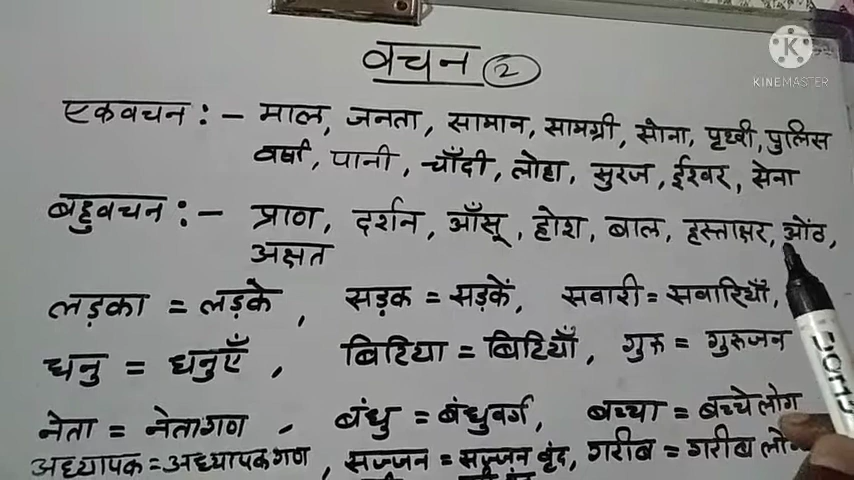 वचन 2
एकवचन :- माल, जनता, सामान, सामग्री, सोना, पृथ्वी, पुलिस
वर्षा, पानी, चाँदी, लोहा, सुरज, ईश्वर, सेना
बहुवचन :- प्राण, दर्शन, आँसू, होश, बाल, हस्ताक्षर, ओंठ,
अक्षत
लड़का = लड़के, सड़क = सड़कें, सवारी = सवारियाँ,
धनु = धनुएँ, बिटिया = बिटियाँ, गुरु = गुरुजन
नेता = नेतागण, बंधु = बंधुवर्ग, बच्चा = बच्चेलोग
अध्यापक = अध्यापकगण, सज्जन = सज्जन वृंद, गरीब = गरीब
K
KINEMASTER